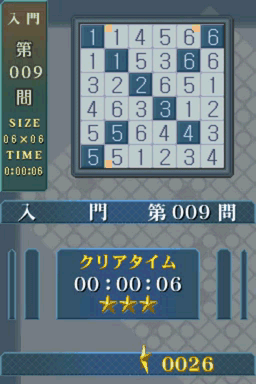 入門
第
009
問
SIZE
06×06
TIME
0:00:06
1 1 4 5 6 6
1 1 5 3 6 6
3 2 2 6 5 1
4 6 3 3 1 2
5 5 6 4 4 3
5 5 1 2 3 4
入 門 第009問
クリアタイム
00:00:06
0026